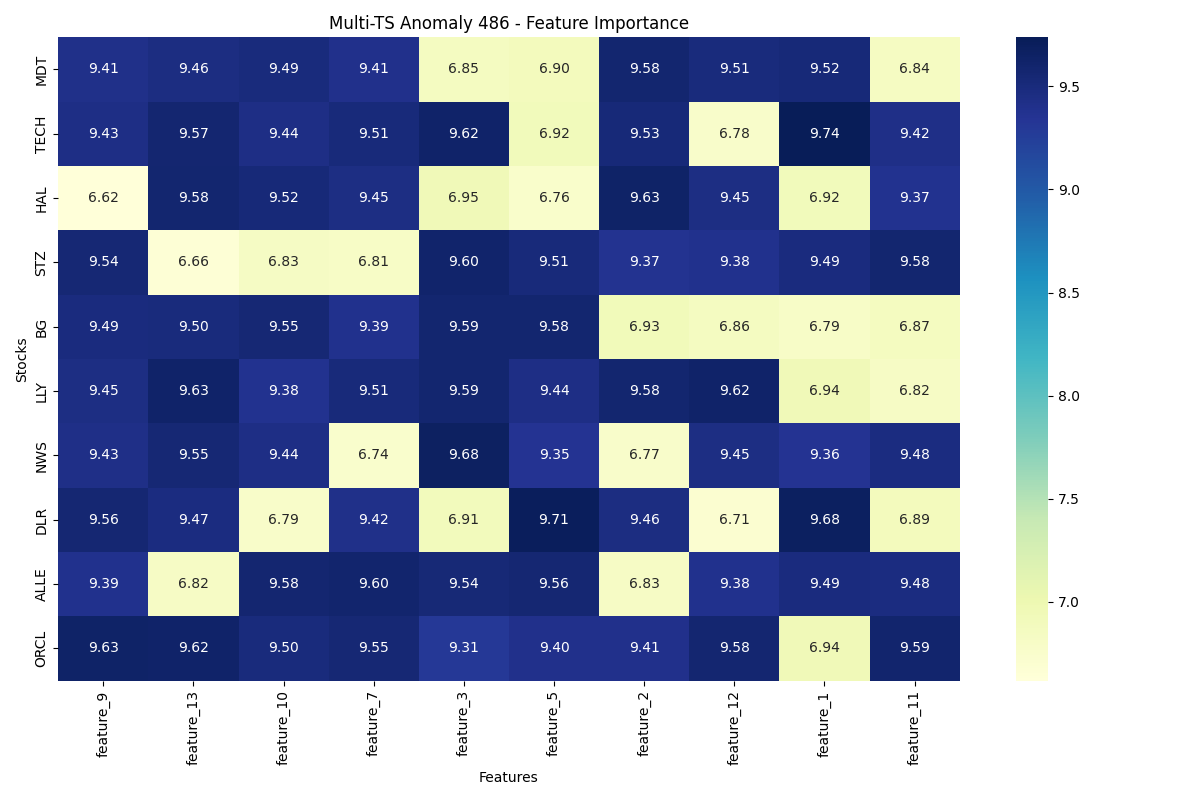 Multi-TS Anomaly 486 - Feature Importance
MDT 9.41 9.46 9.49 9.41 6.85 6.90 9.58 9.51 9.52 6.84
TECH 9.43 9.57 9.44 9.51 9.62 6.92 9.53 6.78 9.74 9.42
HAL 6.62 9.58 9.52 9.45 6.95 6.76 9.63 9.45 6.92 9.37
STZ 9.54 6.66 6.83 6.81 9.60 9.51 9.37 9.38 9.49 9.58
BG 9.49 9.50 9.55 9.39 9.59 9.58 6.93 6.86 6.79 6.87
LLY 9.45 9.63 9.38 9.51 9.59 9.44 9.58 9.62 6.94 6.82
NWS 9.43 9.55 9.44 6.74 9.68 9.35 6.77 9.45 9.36 9.48
DLR 9.56 9.47 6.79 9.42 6.91 9.71 9.46 6.71 9.68 6.89
ALLE 9.39 6.82 9.58 9.60 9.54 9.56 6.83 9.38 9.49 9.48
ORCL 9.63 9.62 9.50 9.55 9.31 9.40 9.41 9.58 6.94 9.59
Stocks
feature_9 feature_13 feature_10 feature_7 feature_3 feature_5 feature_2 feature_12 feature_1 feature_11
Features
9.5
9.0
8.5
8.0
7.5
7.0